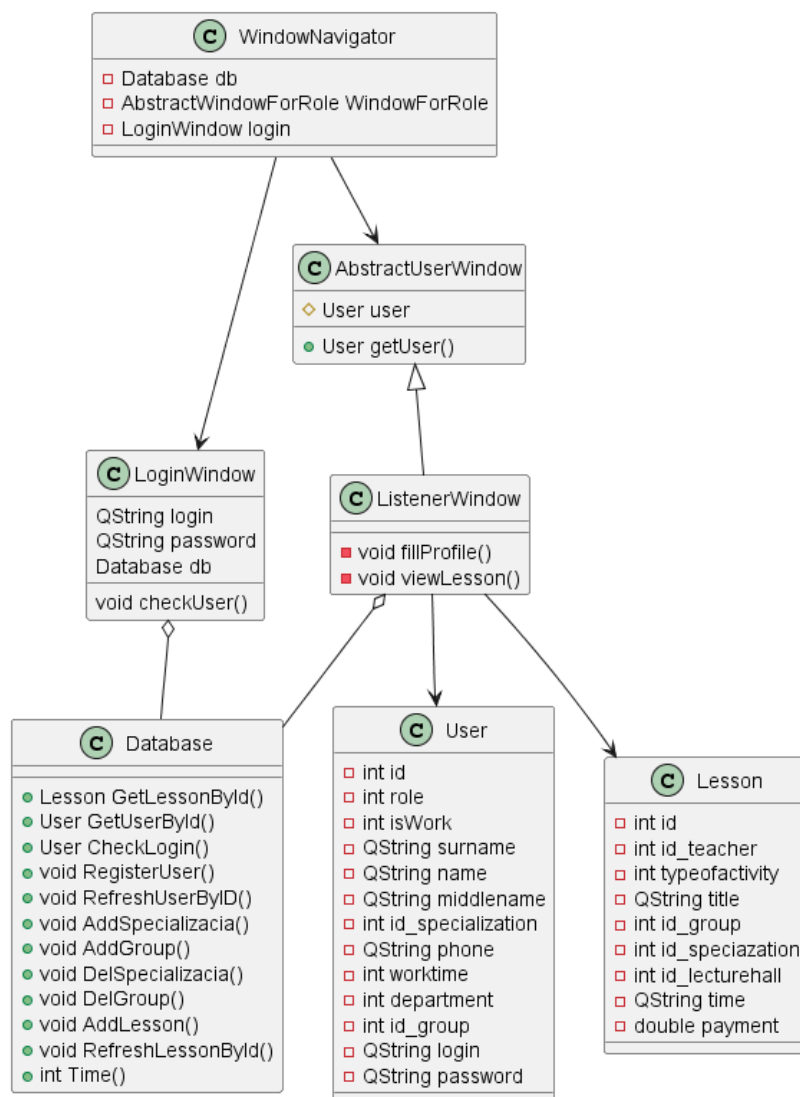 C WindowNavigator
Database db
AbstractWindowForRole WindowForRole
LoginWindow login
C AbstractUserWindow
User user
User getUser()
C LoginWindow
QString login
QString password
Database db
void checkUser()
C ListenerWindow
void fillProfile()
void viewLesson()
C Database
Lesson GetLessonById()
User GetUserById()
User CheckLogin()
void RegisterUser()
void RefreshUserByID()
void AddSpecializacia()
void AddGroup()
void DelSpecializacia()
void DelGroup()
void AddLesson()
void RefreshLessonById()
int Time()
C User
int id
int role
int isWork
QString surname
QString name
QString middlename
int id_specialization
QString phone
int worktime
int department
int id_group
QString login
QString password
C Lesson
int id
int id_teacher
int typeofactivity
QString title
int id_group
int id_speciazation
int id_lecturehall
QString time
double payment